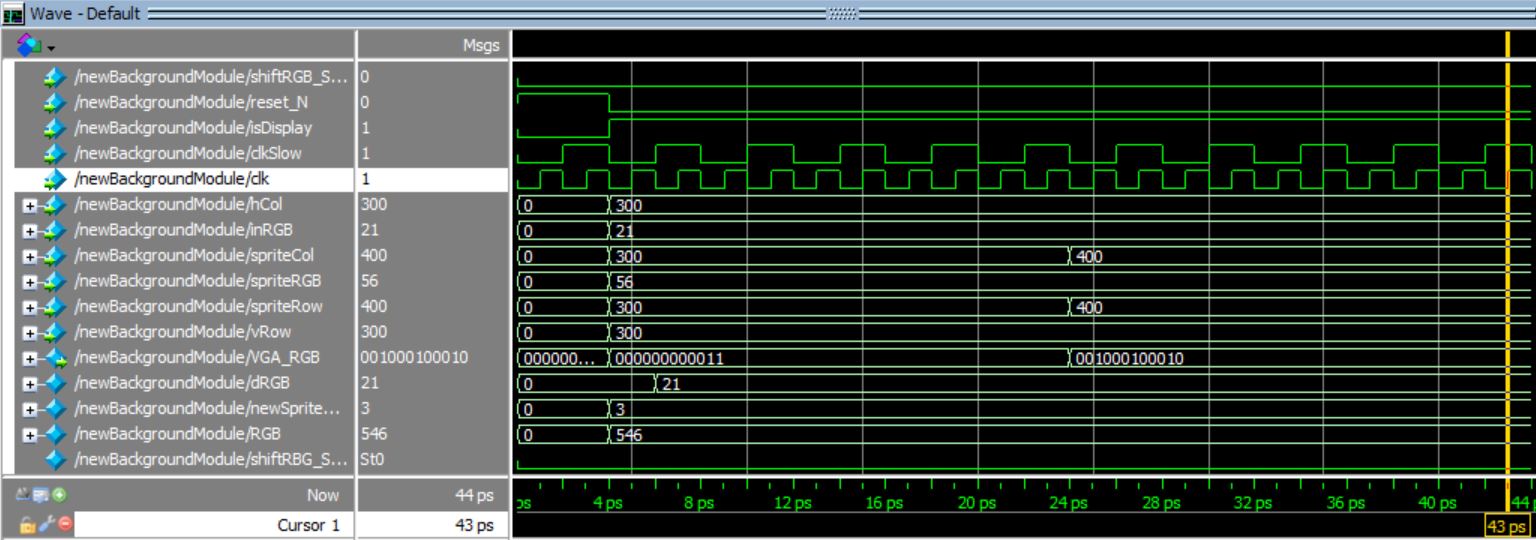 Wave - Default
Msgs
/newBackgroundModule/shiftRGB_S... 0
/newBackgroundModule/reset_N 0
/newBackgroundModule/isDisplay 1
/newBackgroundModule/clkSlow 1
/newBackgroundModule/clk 1
/newBackgroundModule/hCol 300 0 300
/newBackgroundModule/inRGB 21 0 21
/newBackgroundModule/spriteCol 400 0 300 400
/newBackgroundModule/spriteRGB 56 0 56
/newBackgroundModule/spriteRow 400 0 300 400
/newBackgroundModule/vRow 300 0 300
/newBackgroundModule/VGA_RGB 001000100010 000000... 000000000011 001000100010
/newBackgroundModule/dRGB 21 0 21
/newBackgroundModule/newSprite... 3 0 3
/newBackgroundModule/RGB 546 0 546
/newBackgroundModule/shiftRBG_S... St0
Now 44 ps ps 4 ps 8 ps 12 ps 16 ps 20 ps 24 ps 28 ps 32 ps 36 ps 40 ps 44
Cursor 1 43 ps 43 ps